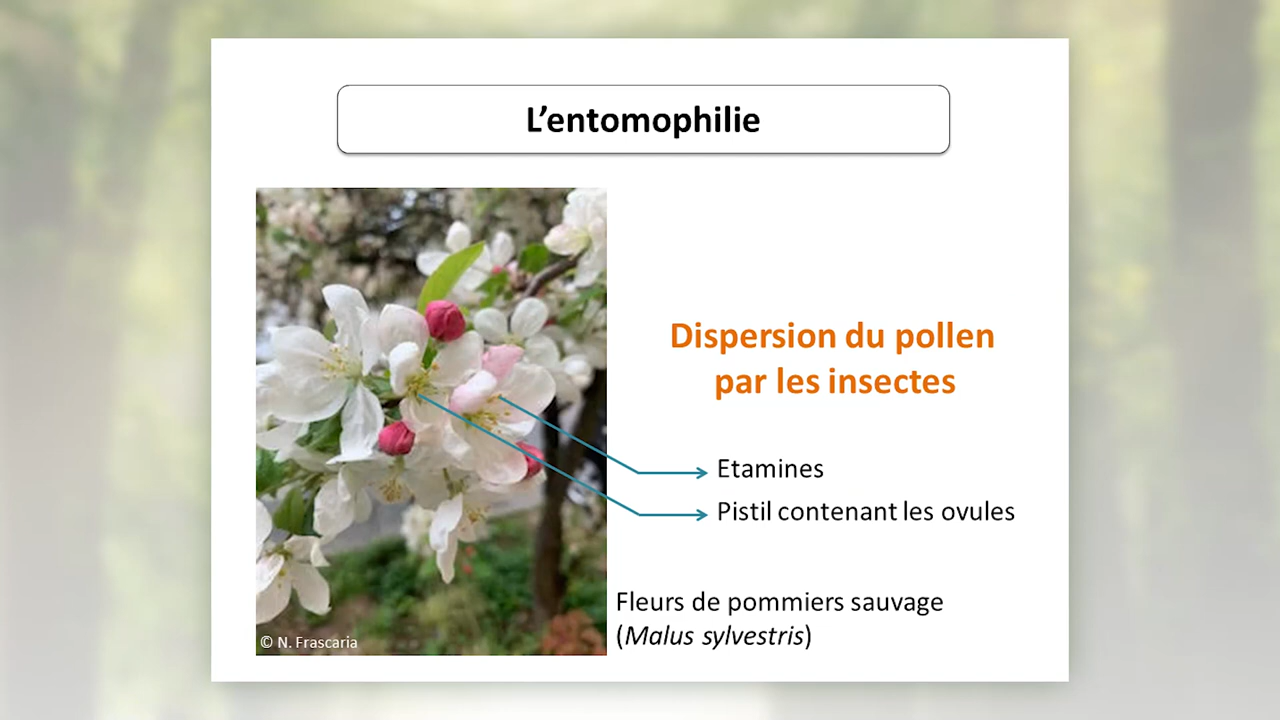 L’entomophilie
Dispersion du pollen
par les insectes
Etamines
Pistil contenant les ovules
Fleurs de pommiers sauvage
(Malus sylvestris)
© N. Frascaria